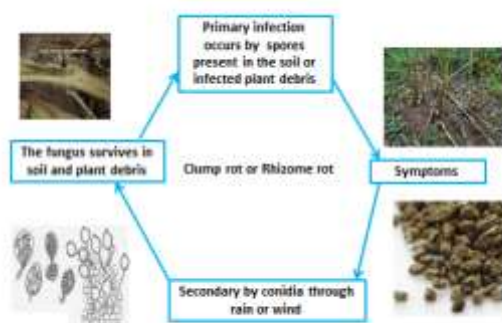 Primary infection
occurs by spores
present in the soil or
infected plant debris
The fungus survives in
soil and plant debris
Clump rot or Rhizome rot
Symptoms
Secondary by conidia through
rain or wind